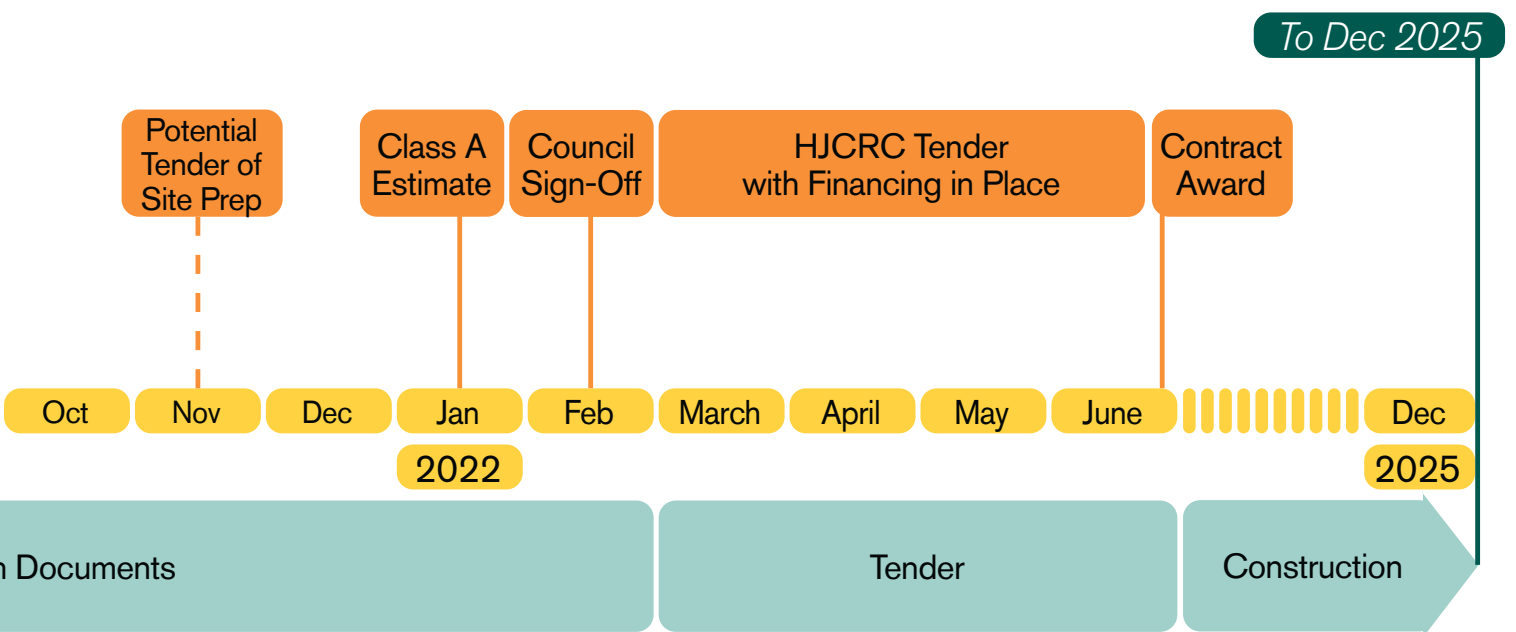 To Dec 2025
Potential
Tender of
Site Prep
Class A
Estimate
Council
Sign-Off
HJCRC Tender
with Financing in Place
Contract
Award
Oct
Nov
Dec
Jan
Feb
March
April
May
June
Dec
2022
2025
Documents
Tender
Construction